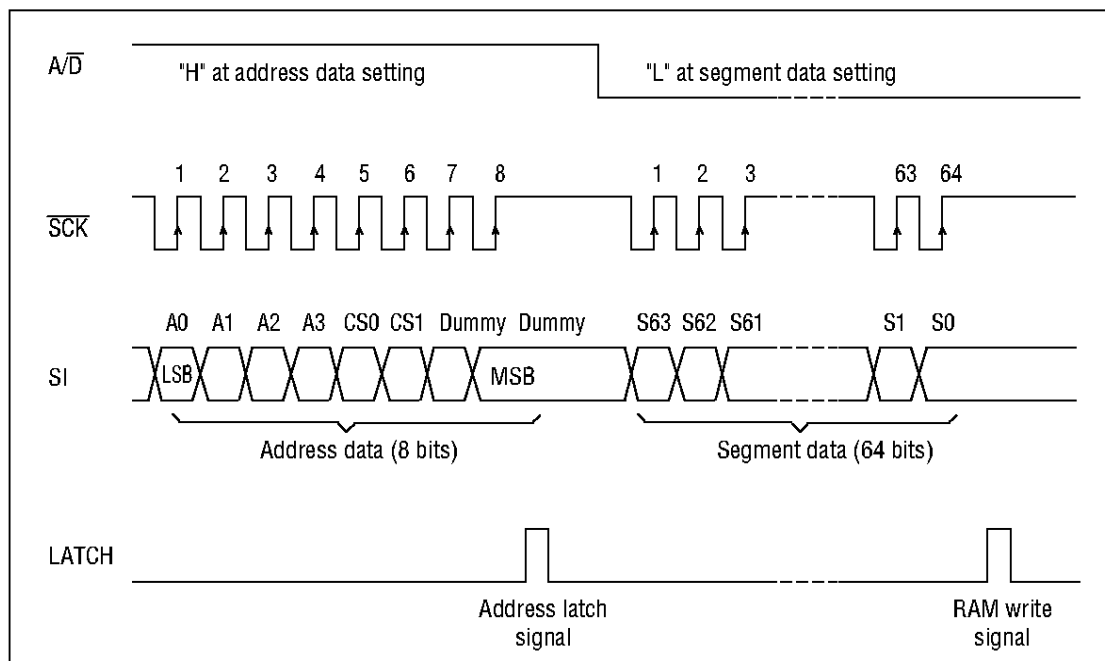 A/D̅
"H" at address data setting
"L" at segment data setting
1 2 3 4 5 6 7 8 1 2 3 63 64
S̅C̅K̅
A0 A1 A2 A3 CS0 CS1 Dummy Dummy S63 S62 S61 S1 S0
SI
LSB
MSB
Address data (8 bits)
Segment data (64 bits)
LATCH
Address latch
signal
RAM write
signal